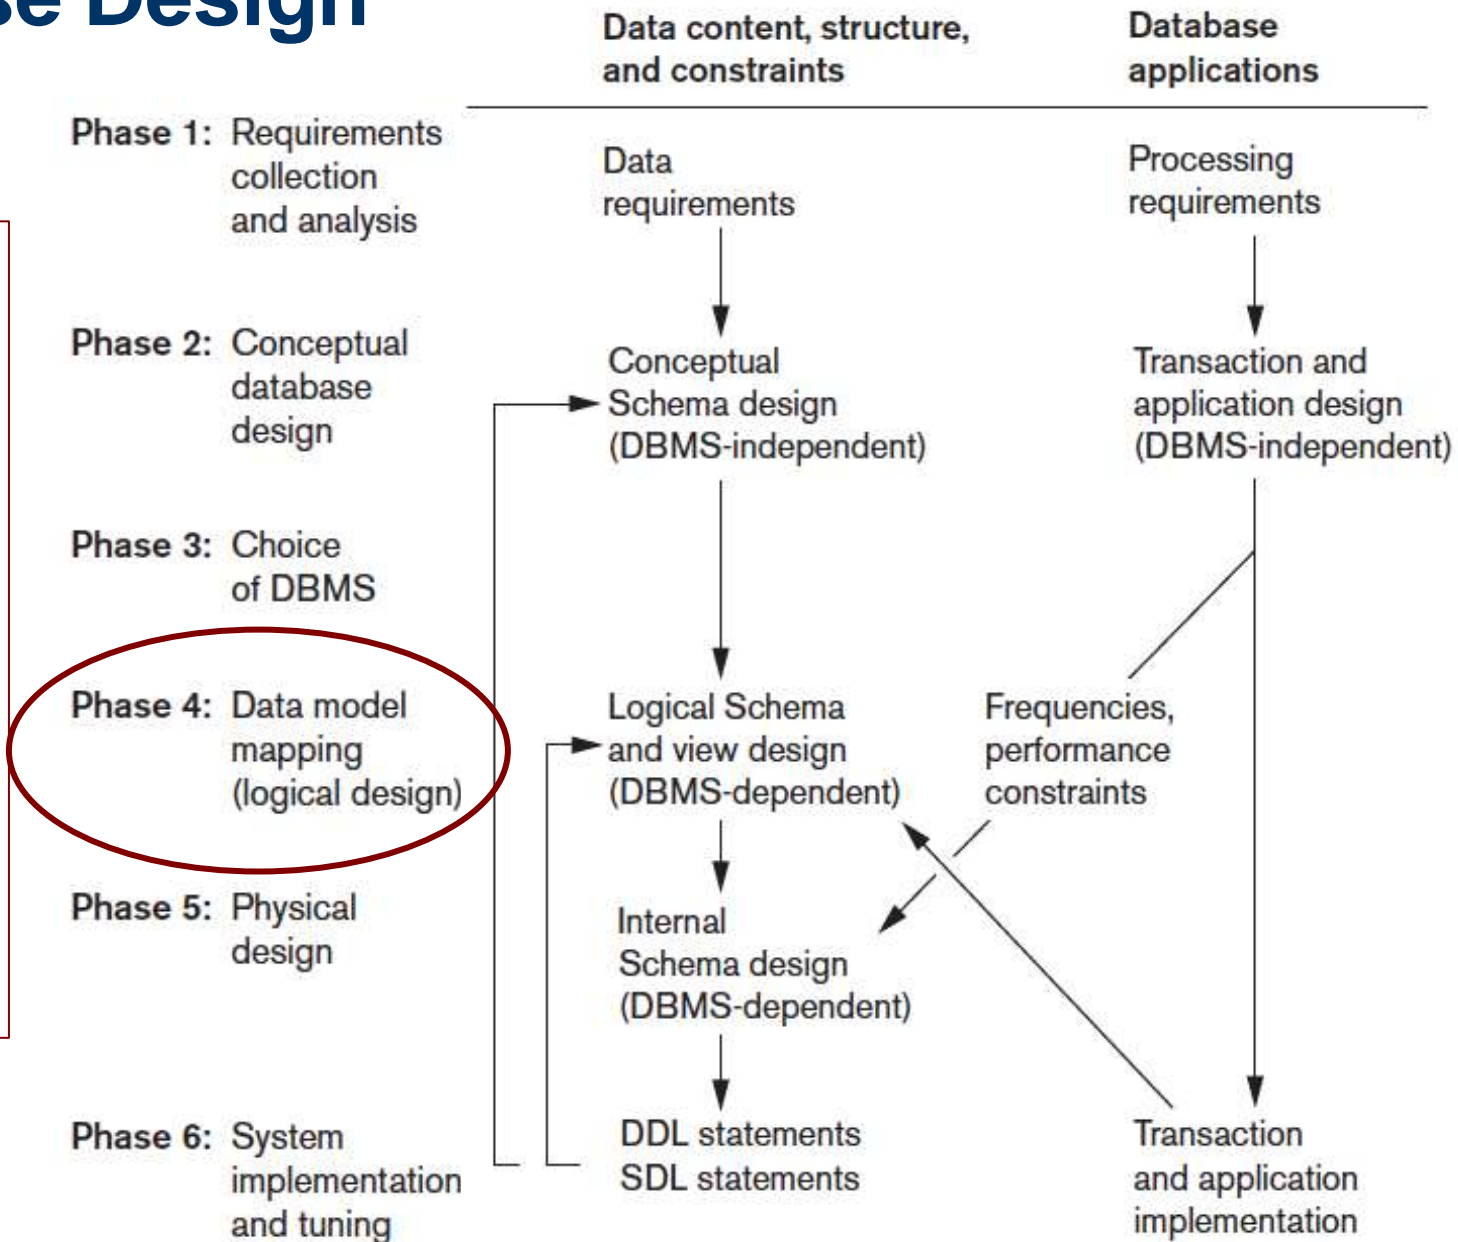 se Design
Data content, structure,
and constraints
Database
applications
Phase 1: Requirements
collection
and analysis
Data
requirements
Processing
requirements
Phase 2: Conceptual
database
design
Conceptual
Schema design
(DBMS-independent)
Transaction and
application design
(DBMS-independent)
Phase 3: Choice
of DBMS
Phase 4: Data model
mapping
(logical design)
Logical Schema
and view design
(DBMS-dependent)
Frequencies,
performance
constraints
Phase 5: Physical
design
Internal
Schema design
(DBMS-dependent)
Phase 6: System
implementation
and tuning
DDL statements
SDL statements
Transaction
and application
implementation